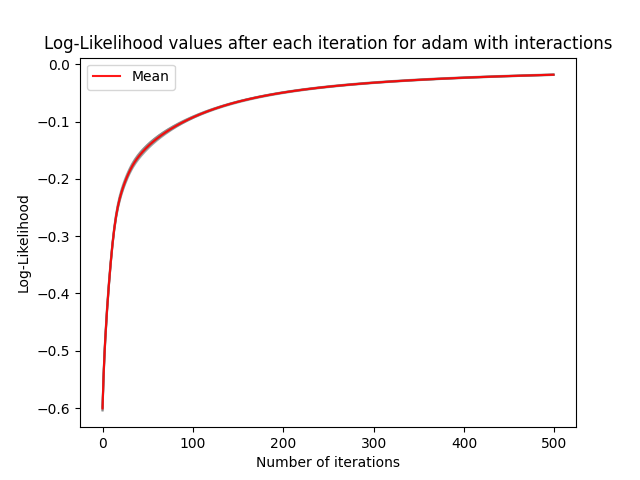 Log-Likelihood values after each iteration for adam with interactions
Mean
0.0
−0.1
−0.2
−0.3
−0.4
−0.5
−0.6
Log-Likelihood
0 100 200 300 400 500
Number of iterations